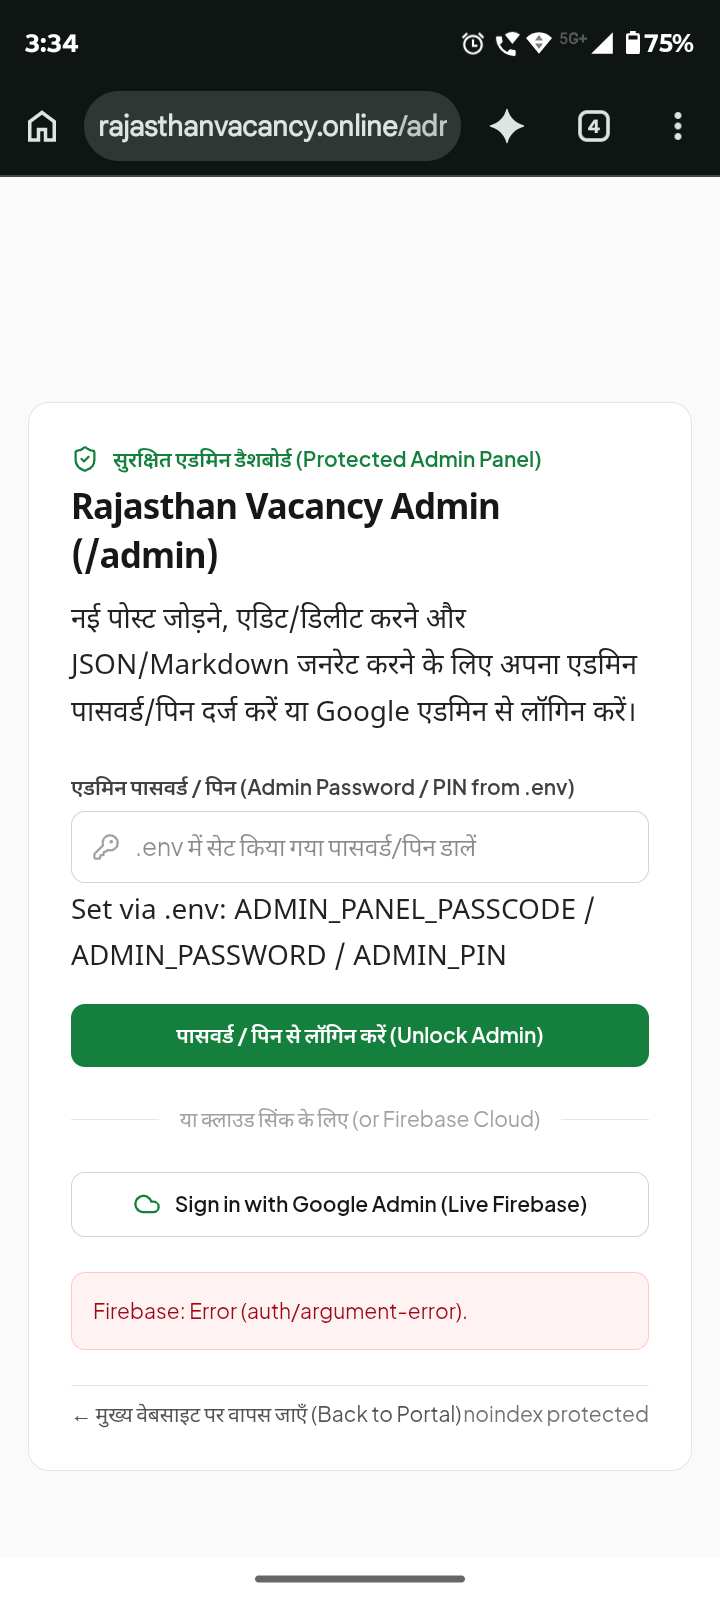 3:34
5G+
75%
rajasthanvacancy.online/adr
4
सुरक्षित एडमिन डैशबोर्ड (Protected Admin Panel)
Rajasthan Vacancy Admin
(/admin)
नई पोस्ट जोड़ने, एडिट/डिलीट करने और
JSON/Markdown जनरेट करने के लिए अपना एडमिन
पासवर्ड/पिन दर्ज करें या Google एडमिन से लॉगिन करें।
एडमिन पासवर्ड / पिन (Admin Password / PIN from .env)
.env में सेट किया गया पासवर्ड/पिन डालें
Set via .env: ADMIN_PANEL_PASSCODE /
ADMIN_PASSWORD / ADMIN_PIN
पासवर्ड / पिन से लॉगिन करें (Unlock Admin)
या क्लाउड सिंक के लिए (or Firebase Cloud)
Sign in with Google Admin (Live Firebase)
Firebase: Error (auth/argument-error).
← मुख्य वेबसाइट पर वापस जाएँ (Back to Portal) noindex protected